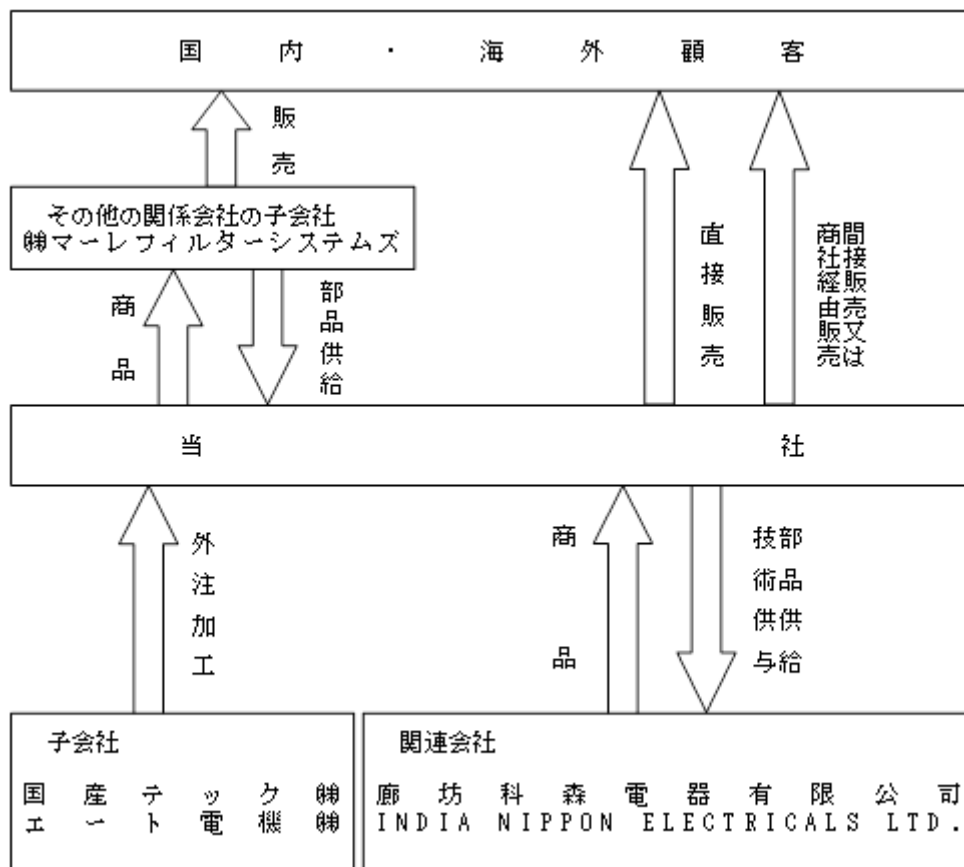 国内・海外顧客
販売
その他の関係会社の子会社
㈱マーレフィルターシステムズ
商品
部品供給
直接販売
間接販売又は
商社経由販売
当社
外注加工
商品
部品供給
技術供与
子会社
国産テック㈱
エート電機㈱
関連会社
廊坊科森電器有限公司
INDIA NIPPON ELECTRICALS LTD.